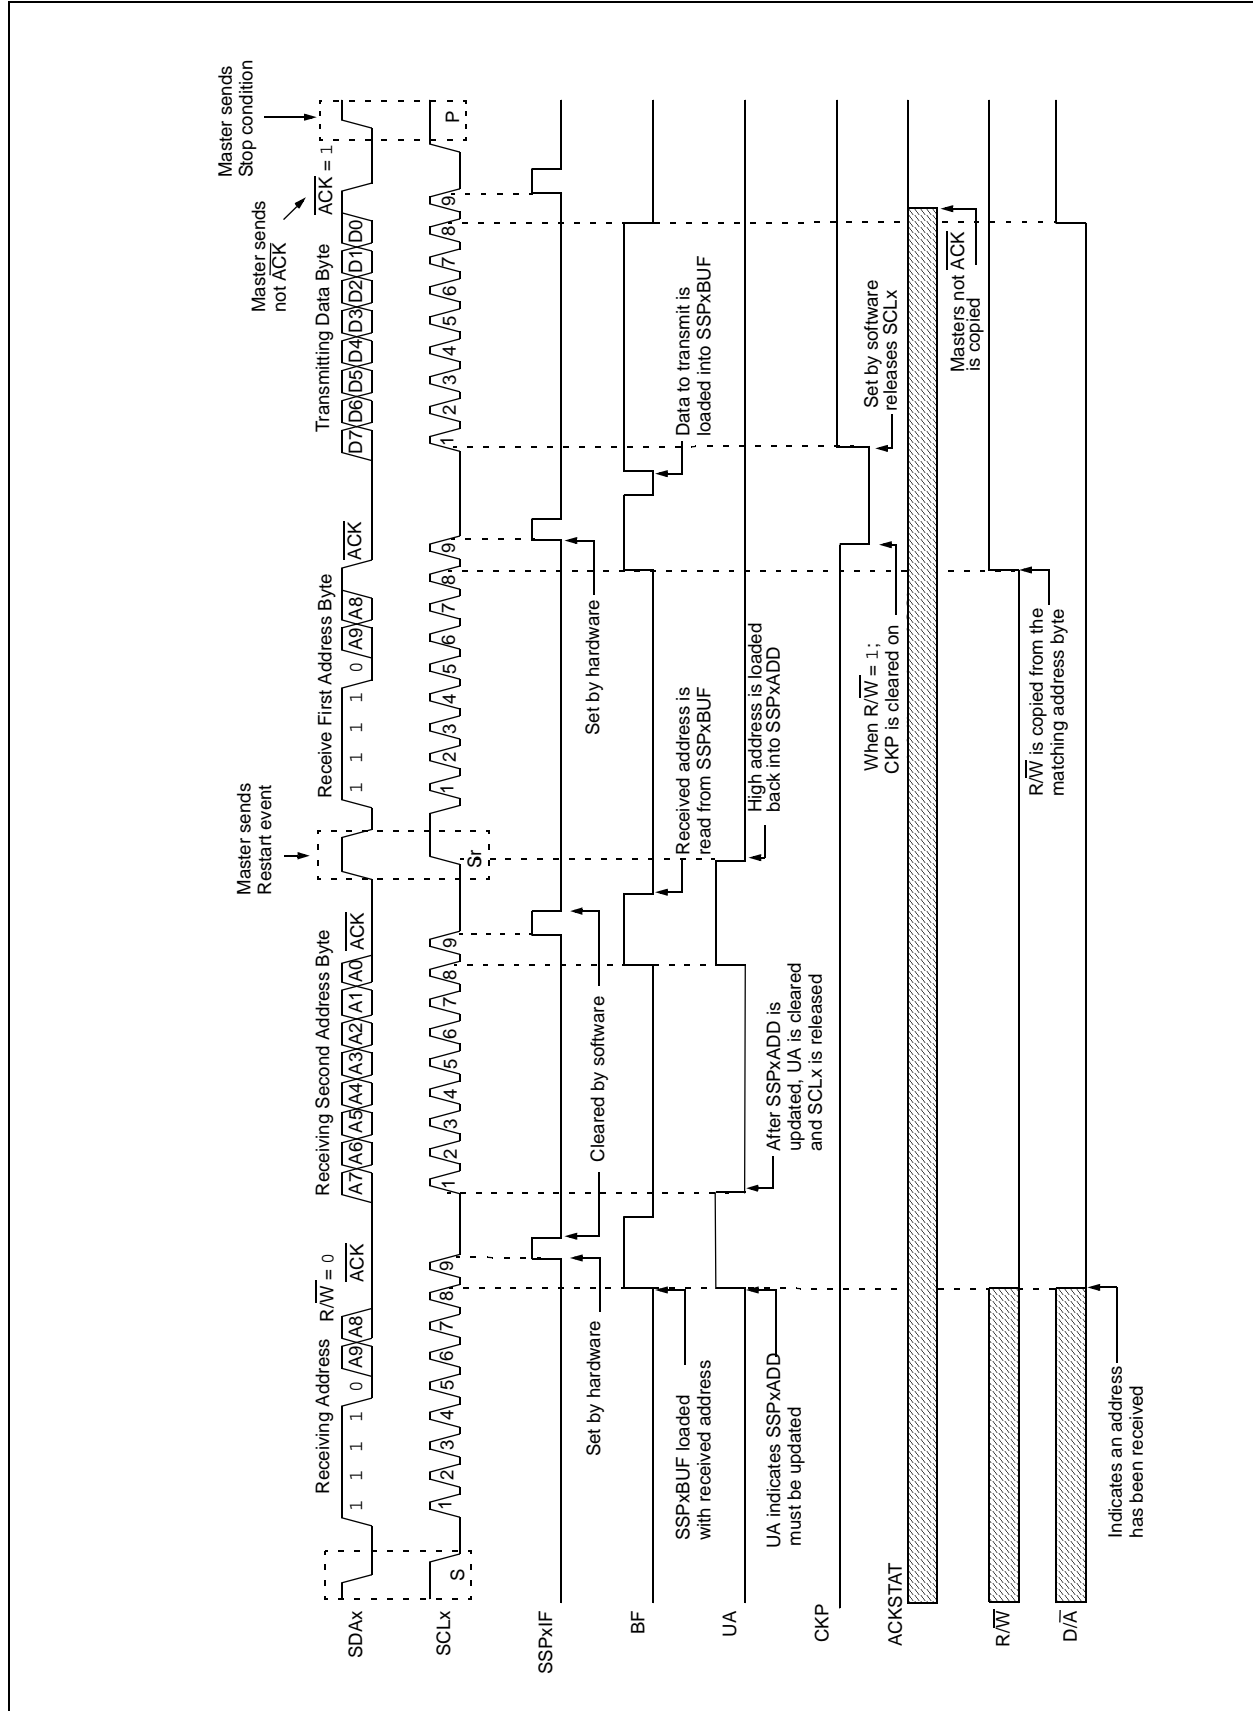 Master sends
Stop condition
Master sends
not ACK
Master sends
Restart event
Receiving Address
R/W = 0
Receiving Second Address Byte
Receive First Address Byte
Transmitting Data Byte
ACK = 1
SDAx
1 1 1 1 0 A9 A8 ACK
A7 A6 A5 A4 A3 A2 A1 A0 ACK
1 1 1 1 0 A9 A8 ACK
D7 D6 D5 D4 D3 D2 D1 D0
SCLx
S
1 2 3 4 5 6 7 8 9
1 2 3 4 5 6 7 8 9
Sr
1 2 3 4 5 6 7 8 9
1 2 3 4 5 6 7 8 9
P
SSPxIF
Set by hardware
Cleared by software
Set by hardware
BF
SSPxBUF loaded
with received address
Received address is
read from SSPxBUF
Data to transmit is
loaded into SSPxBUF
UA
UA indicates SSPxADD
must be updated
After SSPxADD is
updated, UA is cleared
and SCLx is released
High address is loaded
back into SSPxADD
CKP
When R/W = 1;
CKP is cleared on
Set by software
releases SCLx
ACKSTAT
Masters not ACK
is copied
R/W
R/W is copied from the
matching address byte
D/A
Indicates an address
has been received